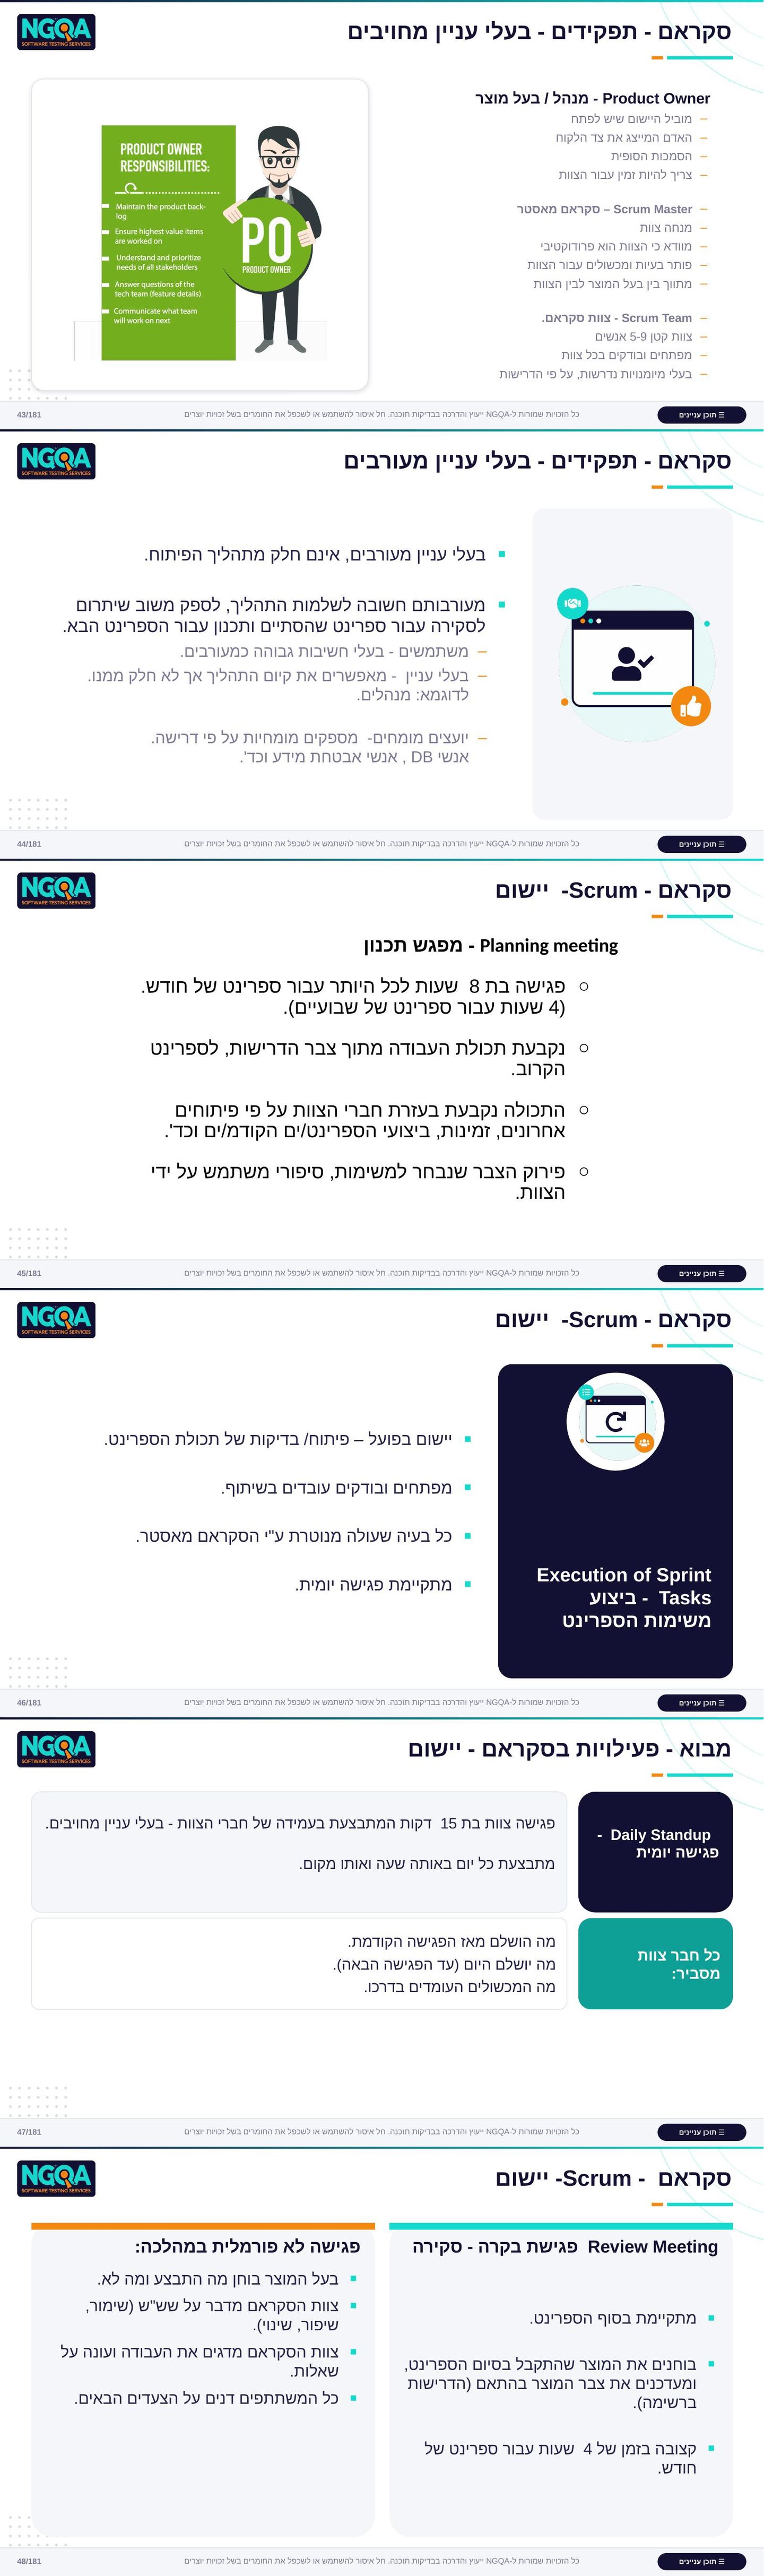 סקראם - תפקידים - בעלי עניין מחויבים
NGQA
SOFTWARE TESTING SERVICES
Product Owner - מנהל / בעל מוצר
– מוביל היישום שיש לפתח
– האדם המייצג את צד הלקוח
– הסמכות הסופית
– צריך להיות זמין עבור הצוות
– Scrum Master – סקראם מאסטר
– מנחה צוות
– מוודא כי הצוות הוא פרודוקטיבי
– פותר בעיות ומכשולים עבור הצוות
– מתווך בין בעל המוצר לבין הצוות
– Scrum Team - צוות סקראם.
– צוות קטן 5-9 אנשים
– מפתחים ובודקים בכל צוות
– בעלי מיומנויות נדרשות, על פי הדרישות
PRODUCT OWNER
RESPONSIBILITIES:
Maintain the product back-
log
Ensure highest value items
are worked on
Understand and prioritize
needs of all stakeholders
Answer questions of the
tech team (feature details)
Communicate what team
will work on next
PO
PRODUCT OWNER
☰ תוכן עניינים
כל הזכויות שמורות ל-NGQA ייעוץ והדרכה בבדיקות תוכנה. חל איסור להשתמש או לשכפל את החומרים בשל זכויות יוצרים
43/181
סקראם - תפקידים - בעלי עניין מעורבים
NGQA
SOFTWARE TESTING SERVICES
▪ בעלי עניין מעורבים, אינם חלק מתהליך הפיתוח.
▪ מעורבותם חשובה לשלמות התהליך, לספק משוב שיתרום
לסקירה עבור ספרינט שהסתיים ותכנון עבור הספרינט הבא.
– משתמשים - בעלי חשיבות גבוהה כמעורבים.
– בעלי עניין - מאפשרים את קיום התהליך אך לא חלק ממנו.
לדוגמא: מנהלים.
– יועצים מומחים- מספקים מומחיות על פי דרישה.
אנשי DB , אנשי אבטחת מידע וכד'.
☰ תוכן עניינים
כל הזכויות שמורות ל-NGQA ייעוץ והדרכה בבדיקות תוכנה. חל איסור להשתמש או לשכפל את החומרים בשל זכויות יוצרים
44/181
סקראם - Scrum- יישום
NGQA
SOFTWARE TESTING SERVICES
Planning meeting - מפגש תכנון
○ פגישה בת 8 שעות לכל היותר עבור ספרינט של חודש.
(4 שעות עבור ספרינט של שבועיים).
○ נקבעת תכולת העבודה מתוך צבר הדרישות, לספרינט
הקרוב.
○ התכולה נקבעת בעזרת חברי הצוות על פי פיתוחים
אחרונים, זמינות, ביצועי הספרינט/ים הקודמ/ים וכד'.
○ פירוק הצבר שנבחר למשימות, סיפורי משתמש על ידי
הצוות.
☰ תוכן עניינים
כל הזכויות שמורות ל-NGQA ייעוץ והדרכה בבדיקות תוכנה. חל איסור להשתמש או לשכפל את החומרים בשל זכויות יוצרים
45/181
סקראם - Scrum- יישום
NGQA
SOFTWARE TESTING SERVICES
Execution of Sprint
Tasks - ביצוע
משימות הספרינט
▪ יישום בפועל – פיתוח/ בדיקות של תכולת הספרינט.
▪ מפתחים ובודקים עובדים בשיתוף.
▪ כל בעיה שעולה מנוטרת ע"י הסקראם מאסטר.
▪ מתקיימת פגישה יומית.
☰ תוכן עניינים
כל הזכויות שמורות ל-NGQA ייעוץ והדרכה בבדיקות תוכנה. חל איסור להשתמש או לשכפל את החומרים בשל זכויות יוצרים
46/181
מבוא - פעילויות בסקראם - יישום
NGQA
SOFTWARE TESTING SERVICES
Daily Standup -
פגישה יומית
פגישת צוות בת 15 דקות המתבצעת בעמידה של חברי הצוות - בעלי עניין מחויבים.
מתבצעת כל יום באותה שעה ואותו מקום.
כל חבר צוות
מסביר:
מה הושלם מאז הפגישה הקודמת.
מה יושלם היום (עד הפגישה הבאה).
מה המכשולים העומדים בדרכו.
☰ תוכן עניינים
כל הזכויות שמורות ל-NGQA ייעוץ והדרכה בבדיקות תוכנה. חל איסור להשתמש או לשכפל את החומרים בשל זכויות יוצרים
47/181
סקראם - Scrum- יישום
NGQA
SOFTWARE TESTING SERVICES
Review Meeting פגישת בקרה - סקירה
▪ מתקיימת בסוף הספרינט.
▪ בוחנים את המוצר שהתקבל בסיום הספרינט,
ומעדכנים את צבר המוצר בהתאם (הדרישות
ברשימה).
▪ קצובה בזמן של 4 שעות עבור ספרינט של
חודש.
פגישה לא פורמלית במהלכה:
▪ בעל המוצר בוחן מה התבצע ומה לא.
▪ צוות הסקראם מדבר על שש"ש (שימור,
שיפור, שינוי).
▪ צוות הסקראם מדגים את העבודה ועונה על
שאלות.
▪ כל המשתתפים דנים על הצעדים הבאים.
☰ תוכן עניינים
כל הזכויות שמורות ל-NGQA ייעוץ והדרכה בבדיקות תוכנה. חל איסור להשתמש או לשכפל את החומרים בשל זכויות יוצרים
48/181